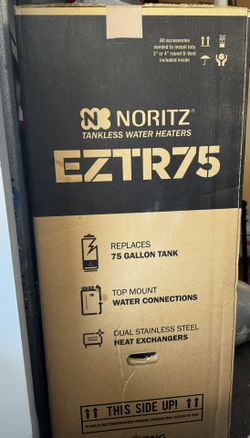 All accessories
needed to install into
3" or 4" round B-Vent
included inside
NORITZ
TANKLESS WATER HEATERS
EZTR75
REPLACES
75 GALLON TANK
TOP MOUNT
WATER CONNECTIONS
DUAL STAINLESS STEEL
HEAT EXCHANGERS
THIS SIDE UP!